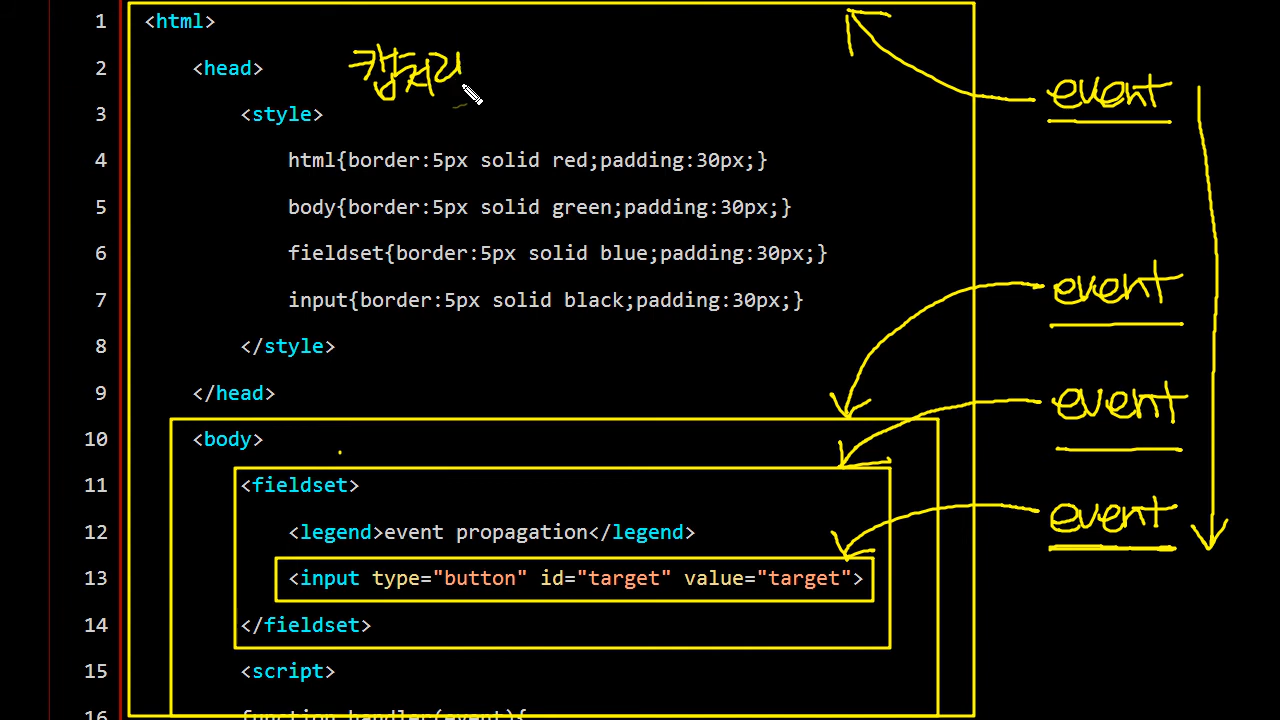 1 <html>
2 <head>
캡처리
event
3 <style>
4 html{border:5px solid red;padding:30px;}
5 body{border:5px solid green;padding:30px;}
6 fieldset{border:5px solid blue;padding:30px;}
event
7 input{border:5px solid black;padding:30px;}
8 </style>
9 </head>
event
10 <body>
11 <fieldset>
event
12 <legend>event propagation</legend>
13 <input type="button" id="target" value="target">
14 </fieldset>
15 <script>
16 function handler(event){